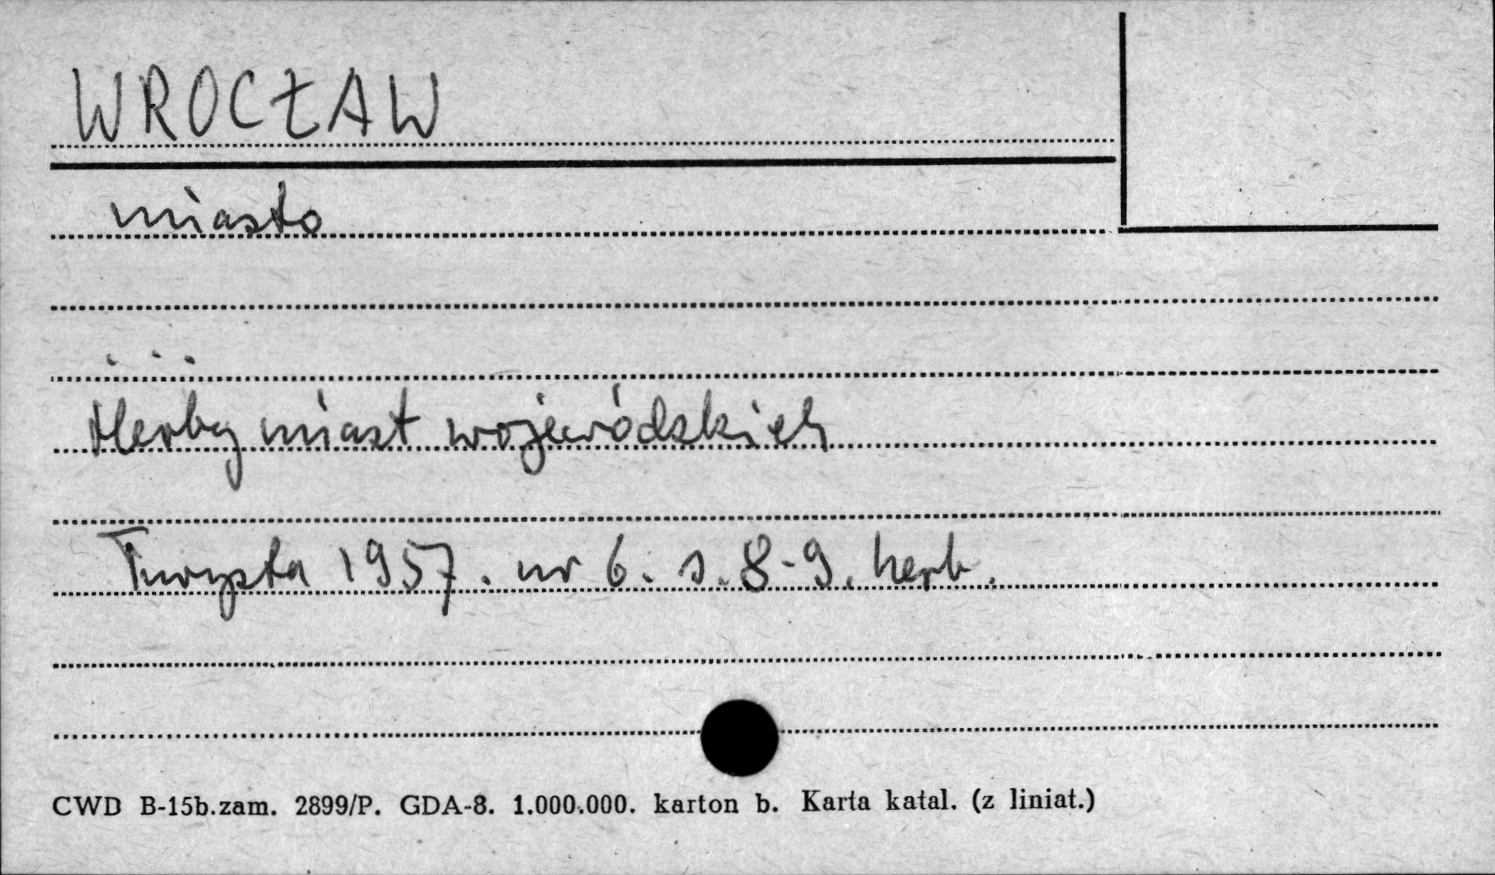 WROCŁAW
miasto
. . .
Herby miast wojewódzkich
Turysta 1957. nr 6. s. 8-9. herb.
CWD B-15b.zam. 2899/P. GDA-8. 1.000.000. karton b. Karta katal. (z liniat.)